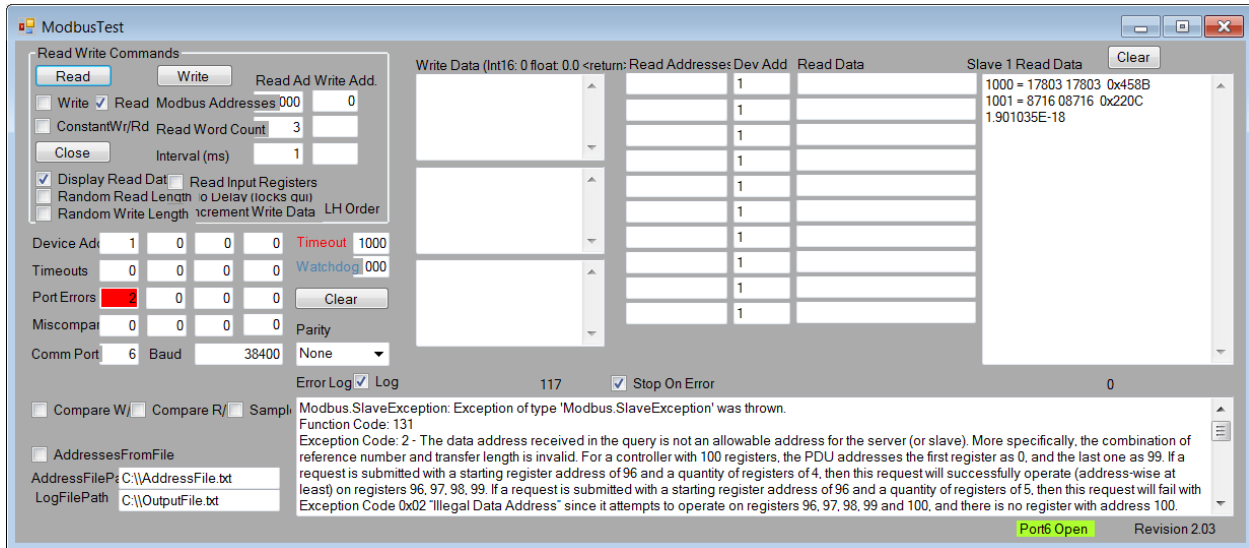 ModbusTest
Read Write Commands
Read Write Read Ad Write Add.
Write Read Modbus Addresses 000 0
ConstantWr/Rd Read Word Count 3
Close Interval (ms) 1
Display Read Dat Read Input Registers
Random Read Length o Delay (locks gui)
Random Write Length ncrement Write Data LH Order
Device Add 1 0 0 0 Timeout 1000
Timeouts 0 0 0 0 Watchdog 000
Port Errors 2 0 0 0 Clear
Miscompar 0 0 0 0 Parity
Comm Port 6 Baud 38400 None
Write Data (Int16: 0 float: 0.0 <return: Read Addresses Dev Add Read Data Slave 1 Read Data Clear
1
1
1
1
1
1
1
1
1
1
1000 = 17803 17803 0x458B
1001 = 8716 08716 0x220C
1.901035E-18
Error Log Log 117 Stop On Error 0
Compare W/ Compare R/ Sampl
AddressesFromFile
AddressFilePa C:\\AddressFile.txt
LogFilePath C:\\OutputFile.txt
Modbus.SlaveException: Exception of type 'Modbus.SlaveException' was thrown.
Function Code: 131
Exception Code: 2 - The data address received in the query is not an allowable address for the server (or slave). More specifically, the combination of
reference number and transfer length is invalid. For a controller with 100 registers, the PDU addresses the first register as 0, and the last one as 99. If a
request is submitted with a starting register address of 96 and a quantity of registers of 4, then this request will successfully operate (address-wise at
least) on registers 96, 97, 98, 99. If a request is submitted with a starting register address of 96 and a quantity of registers of 5, then this request will fail with
Exception Code 0x02 "Illegal Data Address" since it attempts to operate on registers 96, 97, 98, 99 and 100, and there is no register with address 100.
Port6 Open Revision 2.03